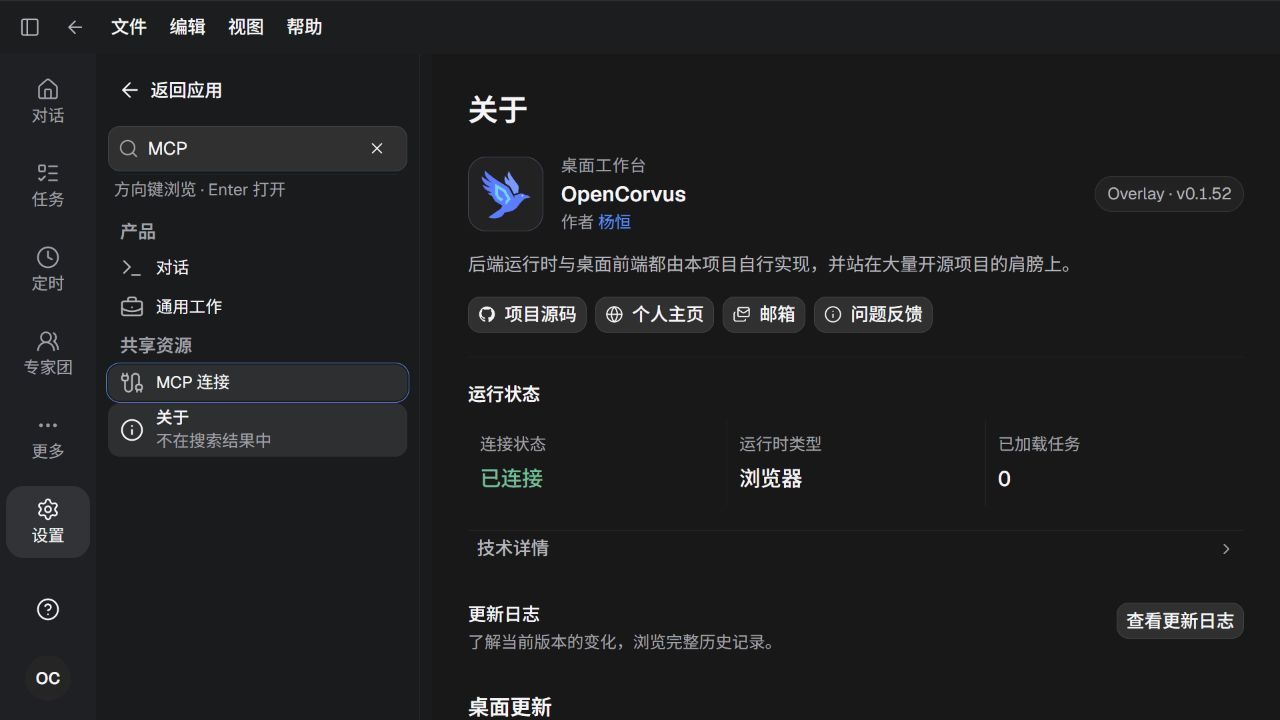 文件 编辑 视图 帮助
对话
任务
定时
专家团
更多
设置
OC
返回应用
MCP
方向键浏览 · Enter 打开
产品
对话
通用工作
共享资源
MCP 连接
关于
不在搜索结果中
关于
桌面工作台
OpenCorvus
作者 杨恒
Overlay · v0.1.52
后端运行时与桌面前端都由本项目自行实现，并站在大量开源项目的肩膀上。
项目源码 个人主页 邮箱 问题反馈
运行状态
连接状态 运行时类型 已加载任务
已连接 浏览器 0
技术详情
更新日志
了解当前版本的变化，浏览完整历史记录。
查看更新日志
桌面更新